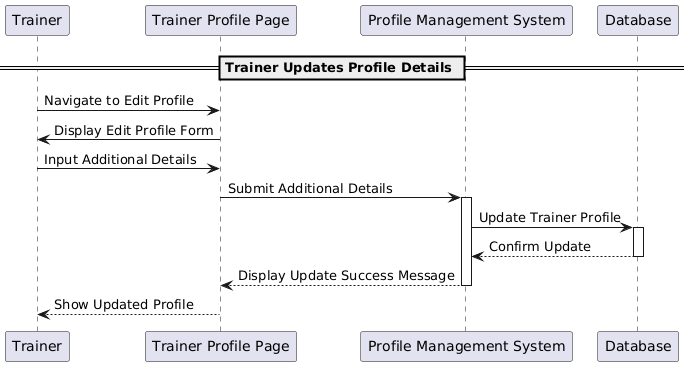 Trainer
Trainer Profile Page
Profile Management System
Database
Trainer Updates Profile Details
Navigate to Edit Profile
Display Edit Profile Form
Input Additional Details
Submit Additional Details
Update Trainer Profile
Confirm Update
Display Update Success Message
Show Updated Profile
Trainer
Trainer Profile Page
Profile Management System
Database